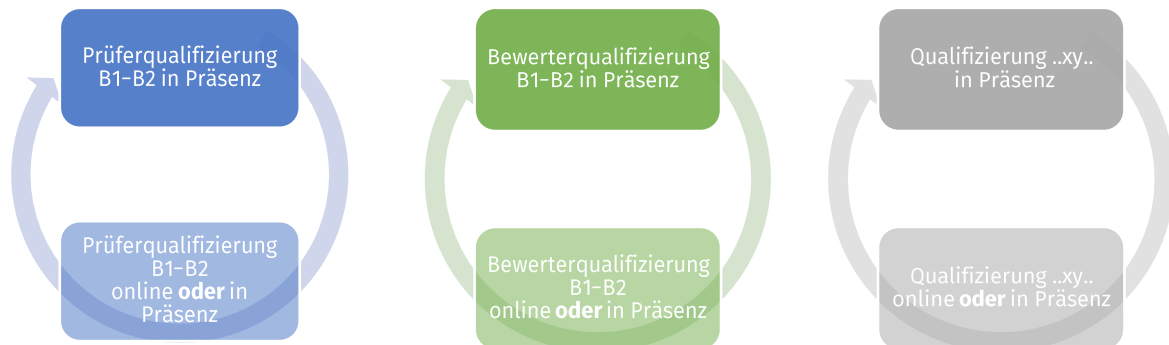 Prüferqualifizierung
B1–B2 in Präsenz
Prüferqualifizierung
B1–B2
online oder in
Präsenz
Bewerterqualifizierung
B1–B2 in Präsenz
Bewerterqualifizierung
B1–B2
online oder in Präsenz
Qualifizierung ..xy..
in Präsenz
Qualifizierung ..xy..
online oder in Präsenz